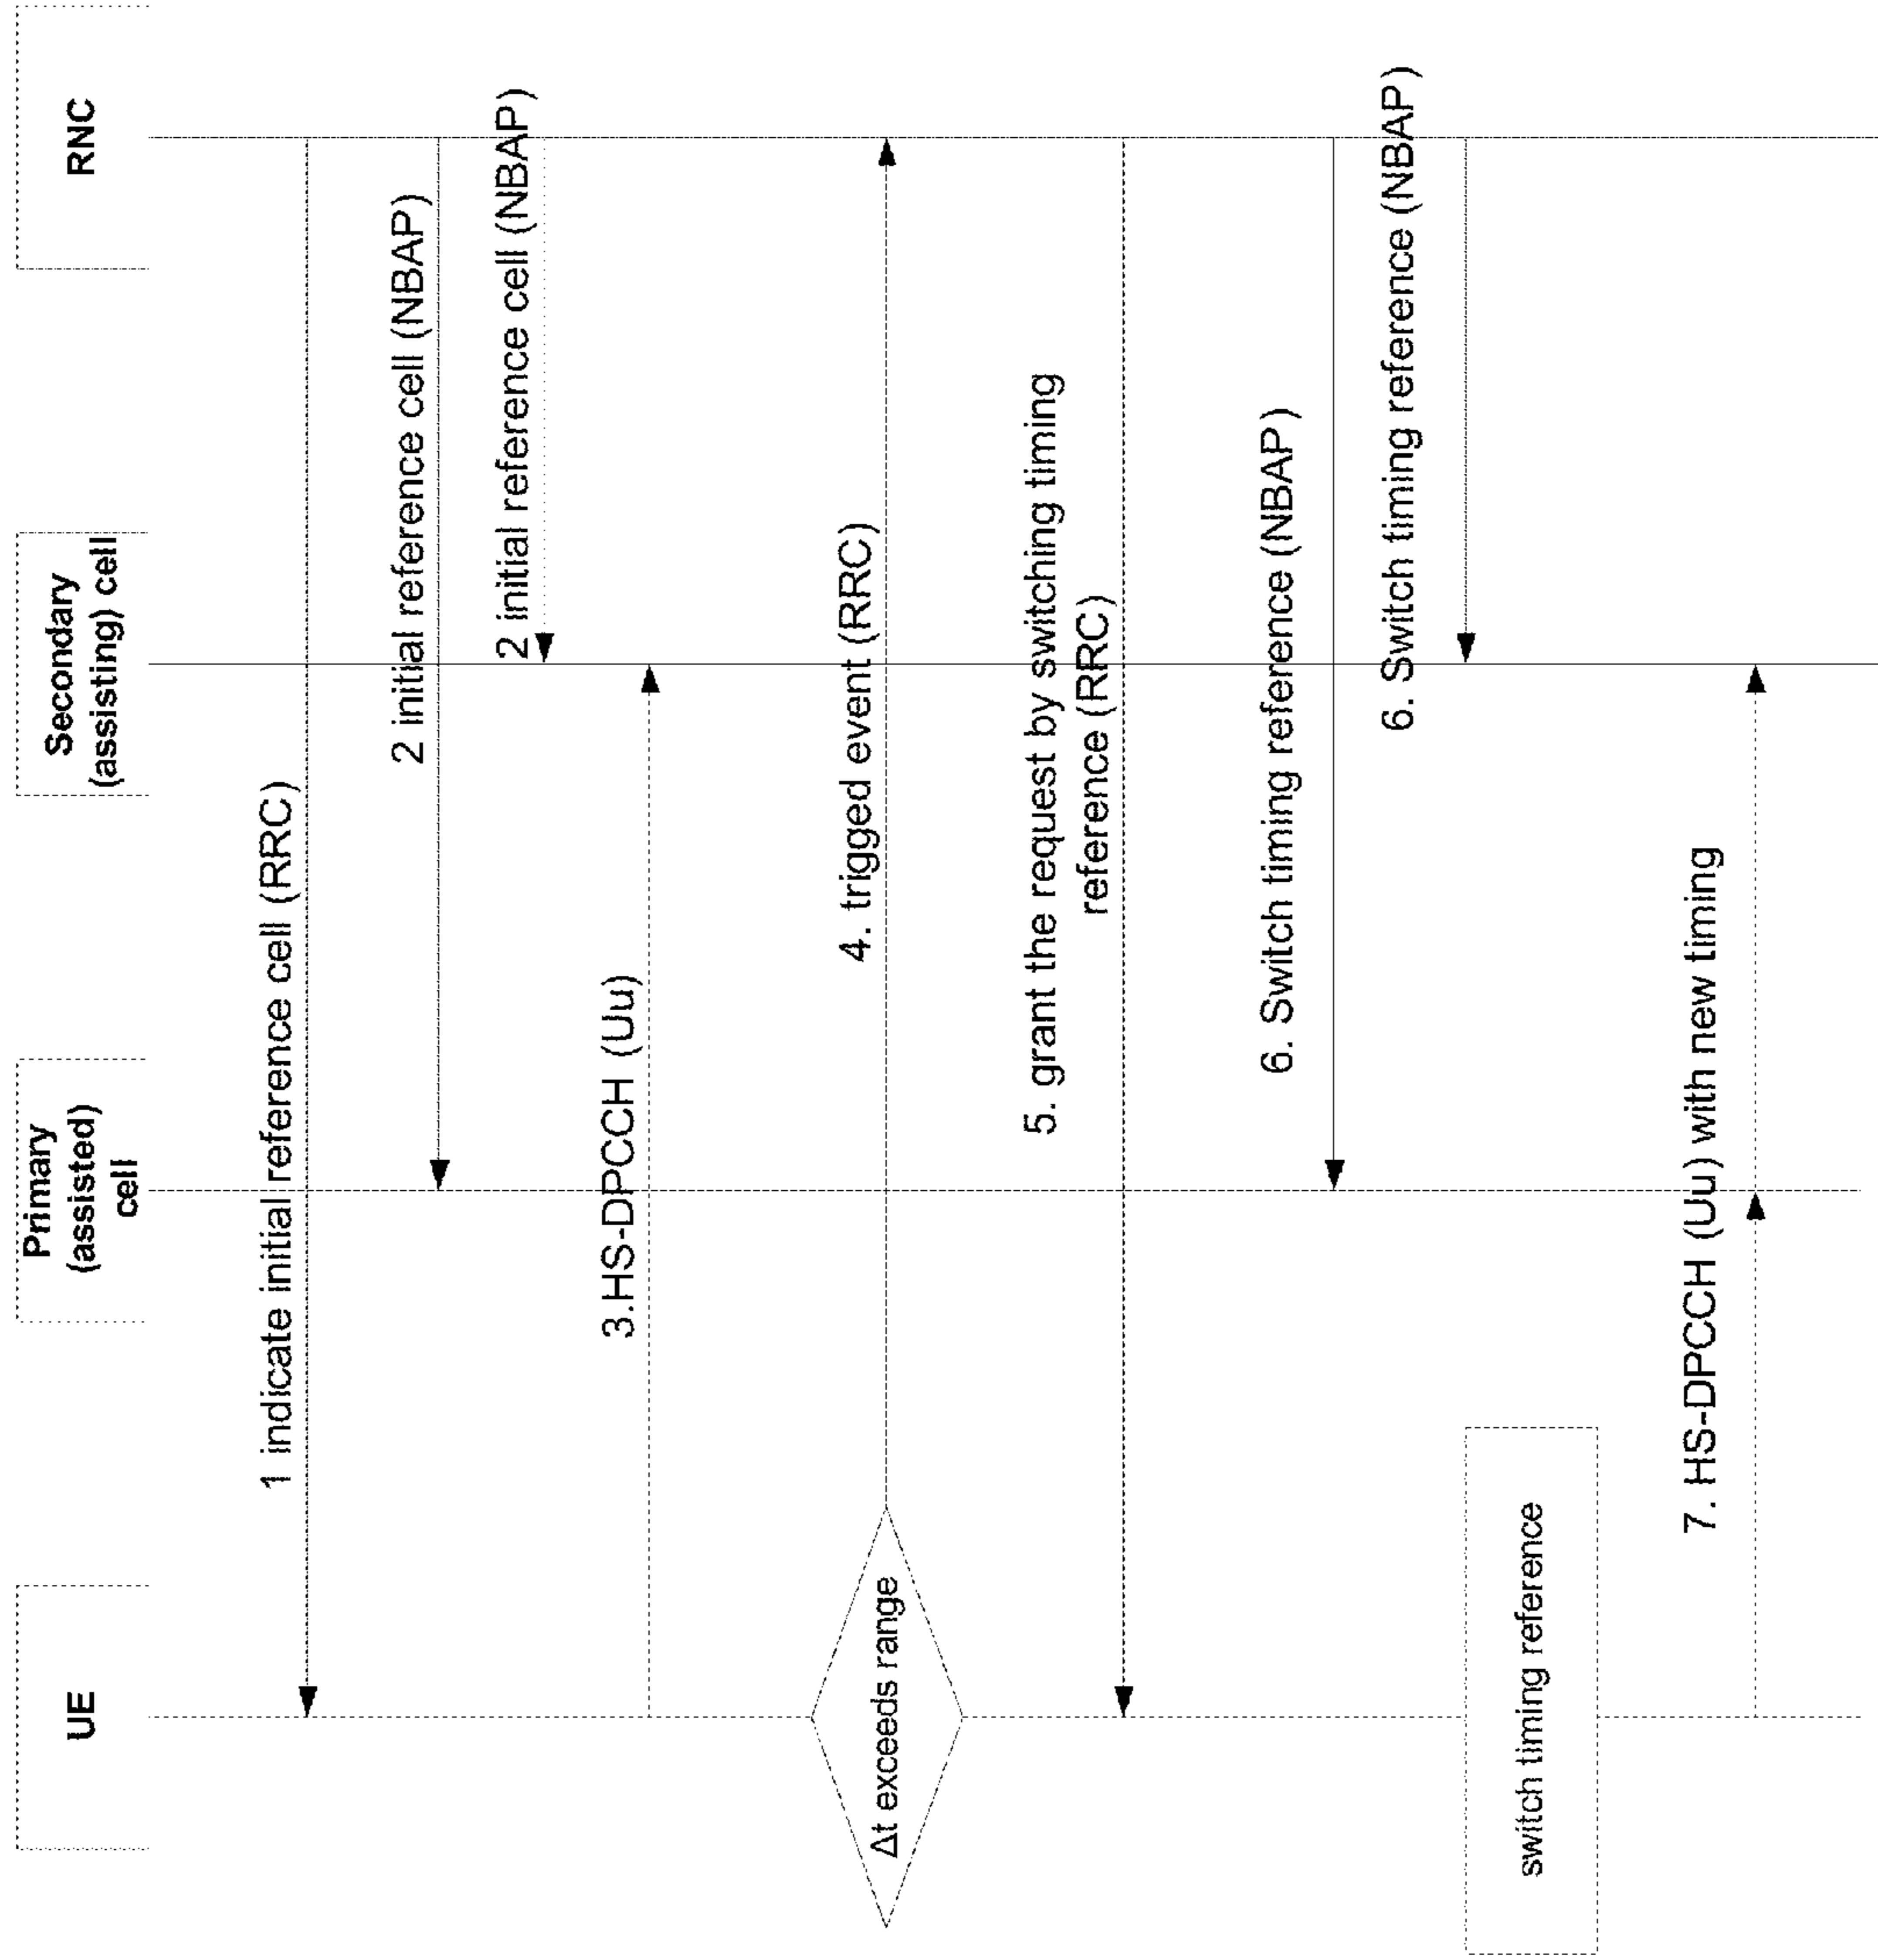 UE
Primary
(assisted)
cell
Secondary
(assisting) cell
RNC
1 indicate initial reference cell (RRC)
2 initial reference cell (NBAP)
2 initial reference cell (NBAP)
3.HS-DPCCH (Uu)
Δt exceeds range
4. trigged event (RRC)
5. grant the request by switching timing
reference (RRC)
6. Switch timing reference (NBAP)
6. Switch timing reference (NBAP)
switch timing reference
7. HS-DPCCH (Uu) with new timing